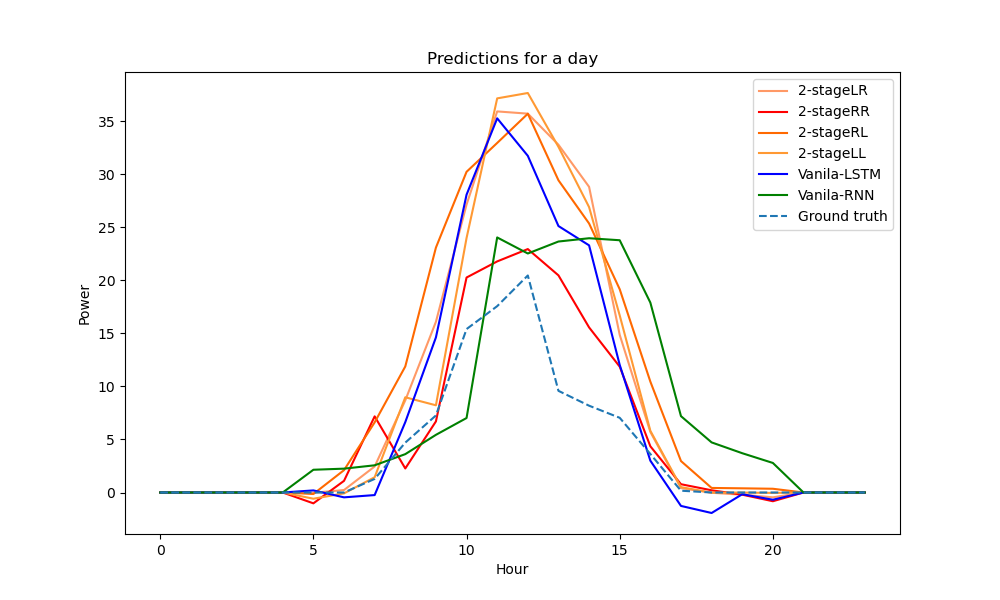 Predictions for a day
2-stageLR
2-stageRR
2-stageRL
2-stageLL
Vanila-LSTM
Vanila-RNN
Ground truth
35
30
25
20
15
10
5
0
Power
0 5 10 15 20
Hour